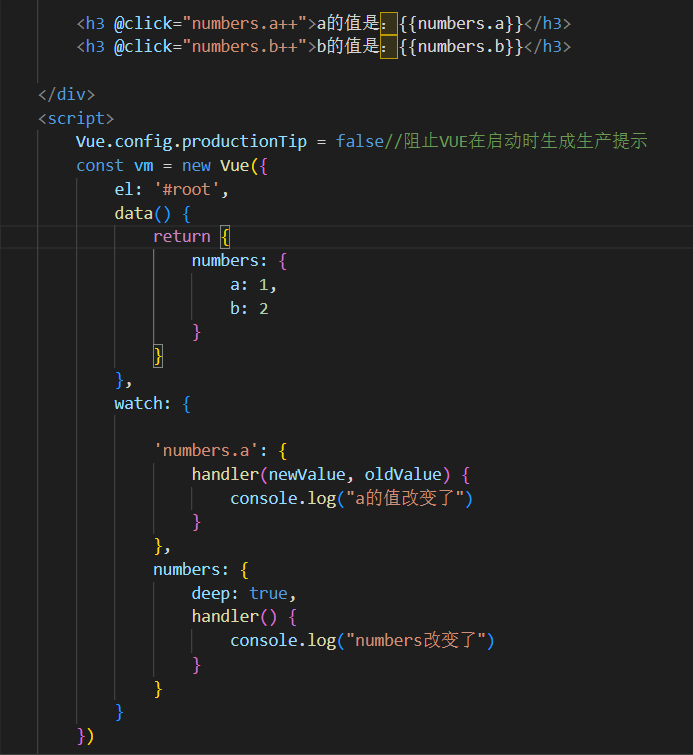 <h3 @click="numbers.a++">a的值是：{{numbers.a}}</h3>
<h3 @click="numbers.b++">b的值是：{{numbers.b}}</h3>
</div>
<script>
Vue.config.productionTip = false//阻止VUE在启动时生成生产提示
const vm = new Vue({
el: '#root',
data() {
return {
numbers: {
a: 1,
b: 2
}
}
},
watch: {
'numbers.a': {
handler(newValue, oldValue) {
console.log("a的值改变了")
}
},
numbers: {
deep: true,
handler() {
console.log("numbers改变了")
}
}
}
})